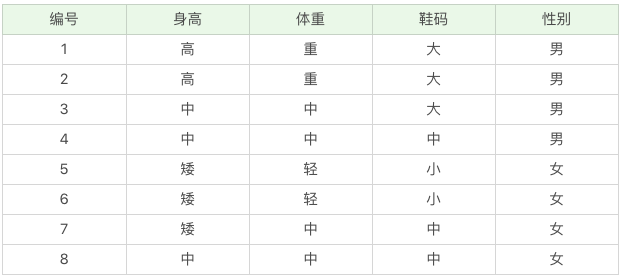 编号 身高 体重 鞋码 性别
1 高 重 大 男
2 高 重 大 男
3 中 中 大 男
4 中 中 中 男
5 矮 轻 小 女
6 矮 轻 小 女
7 矮 中 中 女
8 中 中 中 女